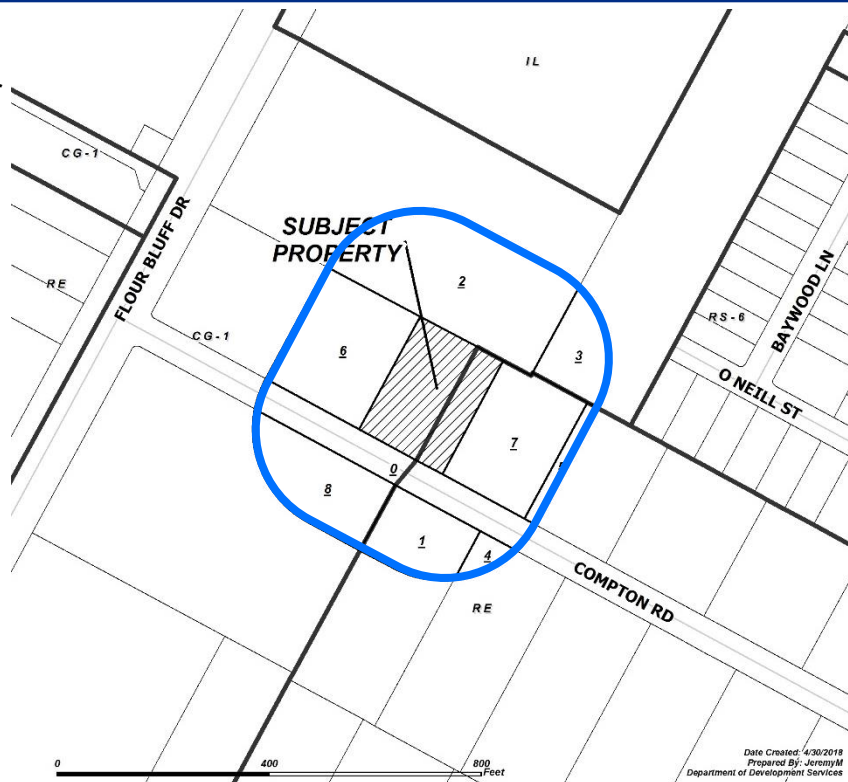 IL
CG-1
SUBJECT
PROPERTY
FLOUR BLUFF DR
2
BAYWOOD LN
RE
RS-6
CG-1
6
3
O NEILL ST
7
0
8
1
4
COMPTON RD
RE
0
400
800
Feet
Date Created: 4/30/2018
Prepared By: JeremyM
Department of Development Services